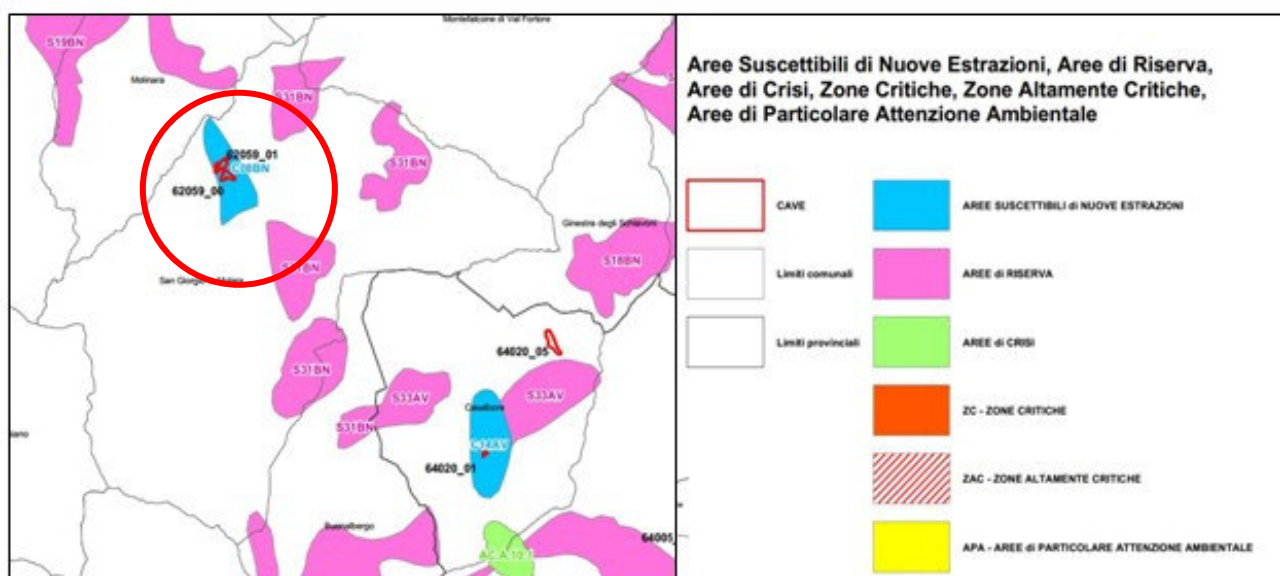 Montefalcone di Val Fortore
S19BN
Molinara
S31BN
62059_01
C08BN
62059_00
S31BN
Ginestra degli Schiavoni
S18BN
San Giorgio
64020_05
S31BN
S33AV
S33AV
Casalbore
S31BN
C14AV
64020_01
Buonalbergo
64005_
Aree Suscettibili di Nuove Estrazioni, Aree di Riserva,
Aree di Crisi, Zone Critiche, Zone Altamente Critiche,
Aree di Particolare Attenzione Ambientale
CAVE
AREE SUSCETTIBILI di NUOVE ESTRAZIONI
Limiti comunali
AREE di RISERVA
Limiti provinciali
AREE di CRISI
ZC - ZONE CRITICHE
ZAC - ZONE ALTAMENTE CRITICHE
APA - AREE di PARTICOLARE ATTENZIONE AMBIENTALE